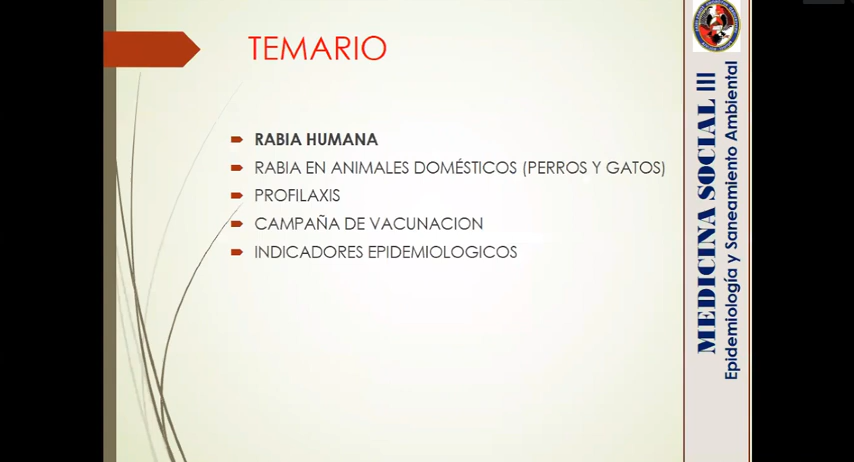 TEMARIO
RABIA HUMANA
RABIA EN ANIMALES DOMÉSTICOS (PERROS Y GATOS)
PROFILAXIS
CAMPAÑA DE VACUNACION
INDICADORES EPIDEMIOLOGICOS
MEDICINA SOCIAL III
Epidemiología y Saneamiento Ambiental